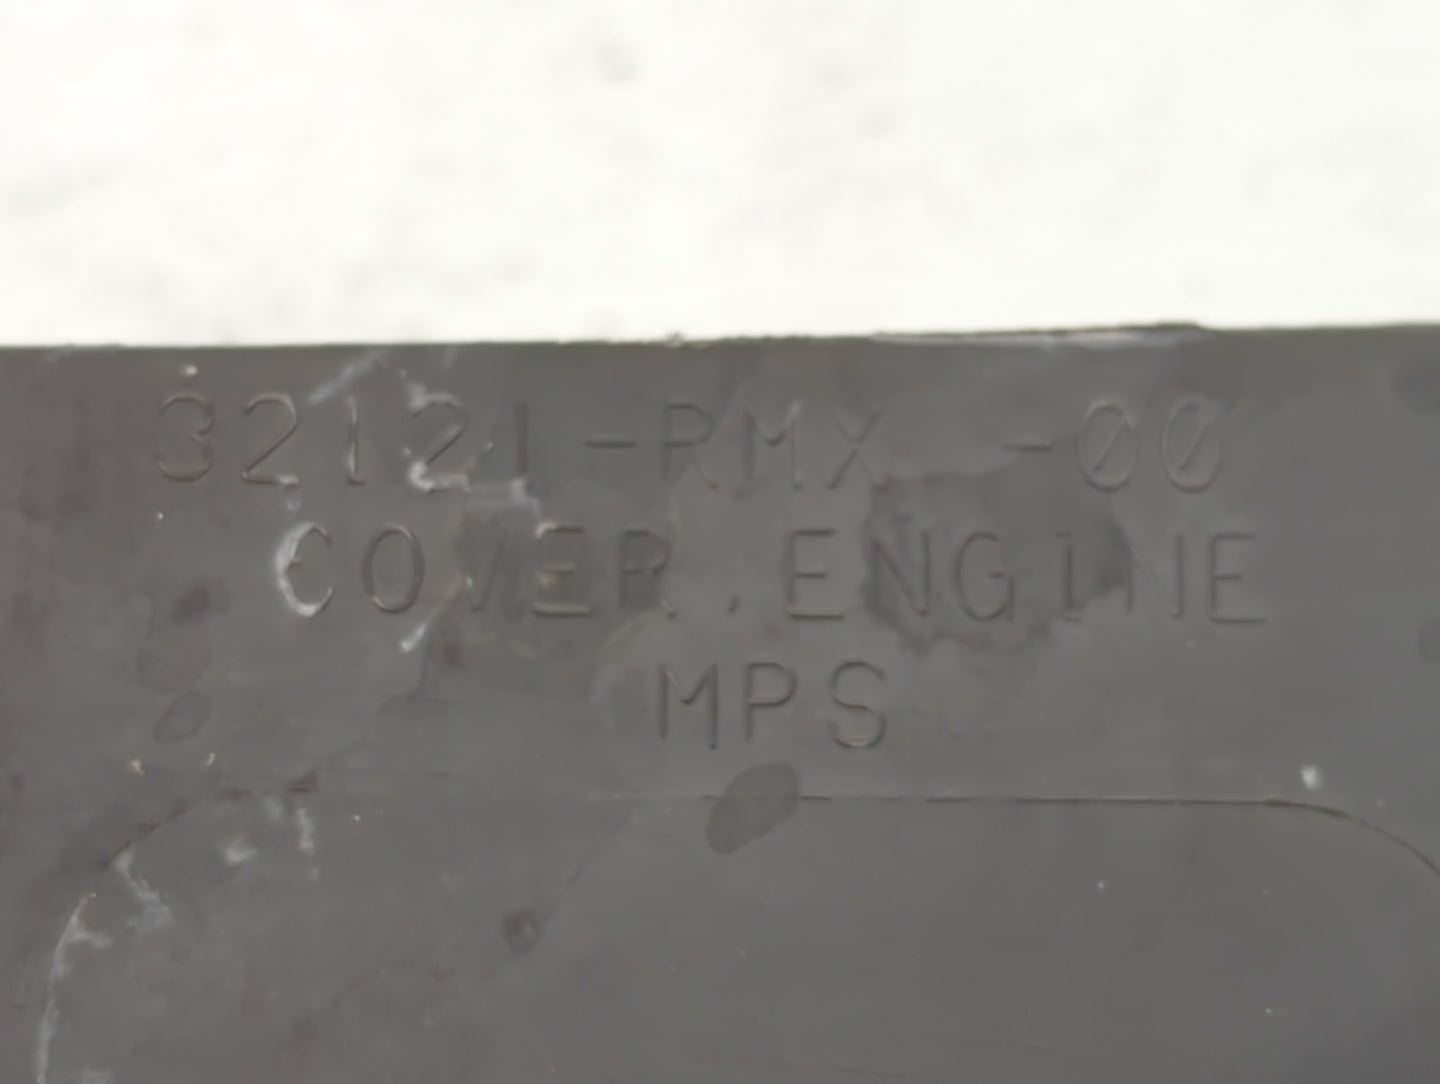 32121-RMX -00
COVER,ENGINE
MPS